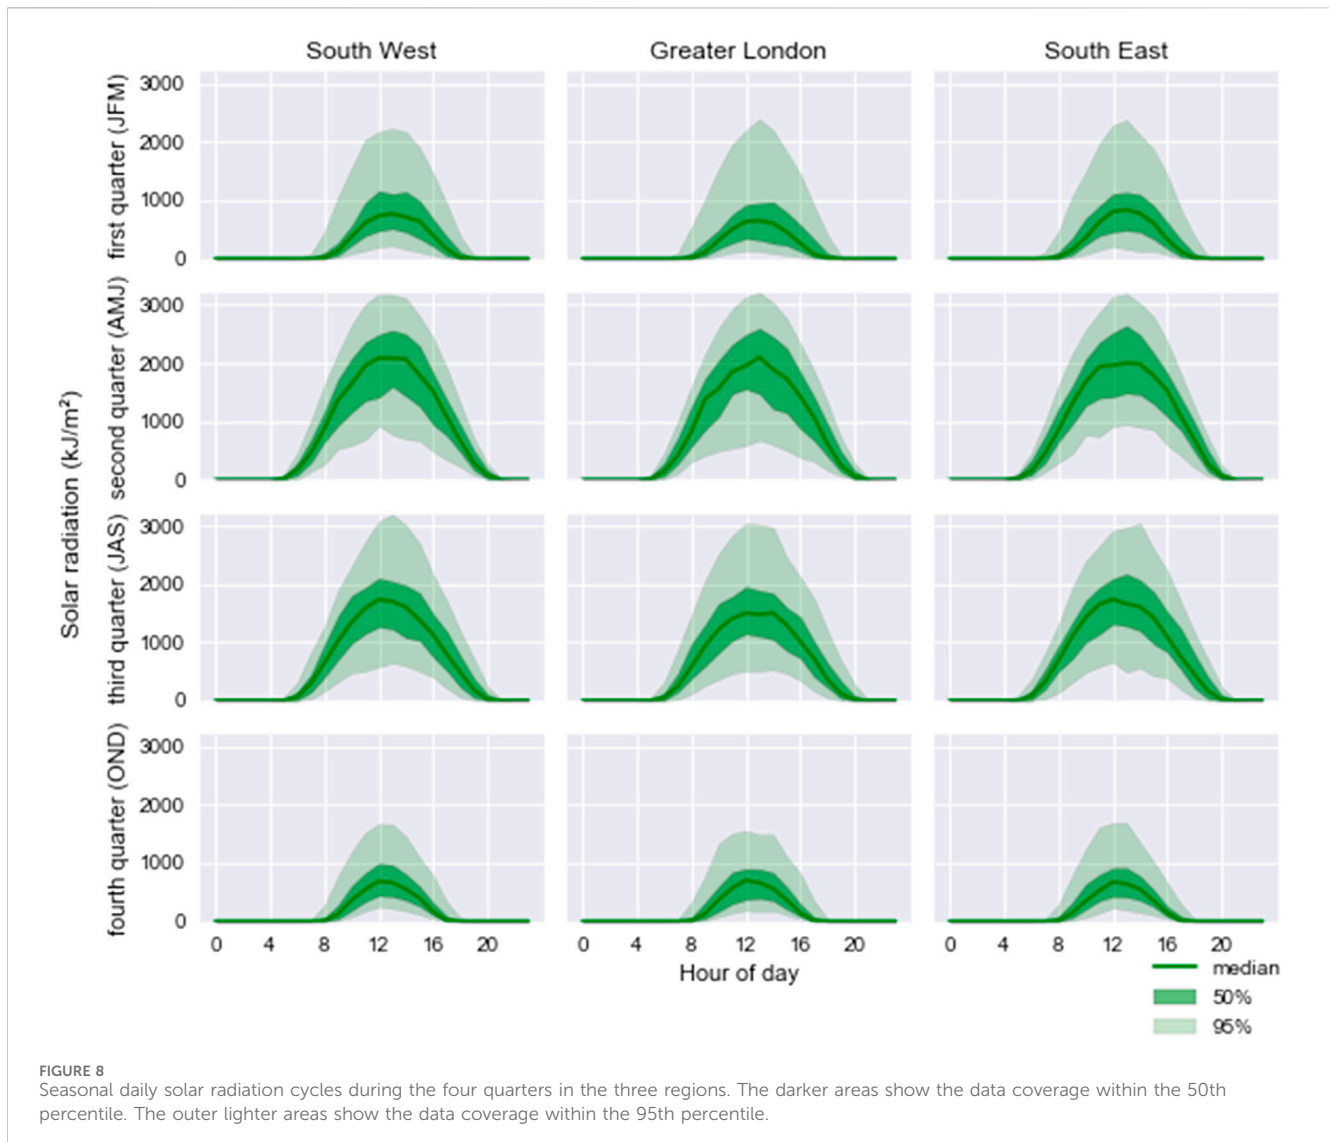 South West
Greater London
South East
first quarter (JFM)
3000
2000
1000
0
second quarter (AMJ)
3000
2000
1000
0
Solar radiation (kJ/m²)
third quarter (JAS)
3000
2000
1000
0
fourth quarter (OND)
3000
2000
1000
0
0 4 8 12 16 20
0 4 8 12 16 20
0 4 8 12 16 20
Hour of day
median
50%
95%
FIGURE 8
Seasonal daily solar radiation cycles during the four quarters in the three regions. The darker areas show the data coverage within the 50th
percentile. The outer lighter areas show the data coverage within the 95th percentile.